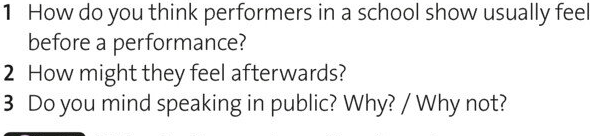 1 How do you think performers in a school show usually feel
before a performance?
2 How might they feel afterwards?
3 Do you mind speaking in public? Why? / Why not?